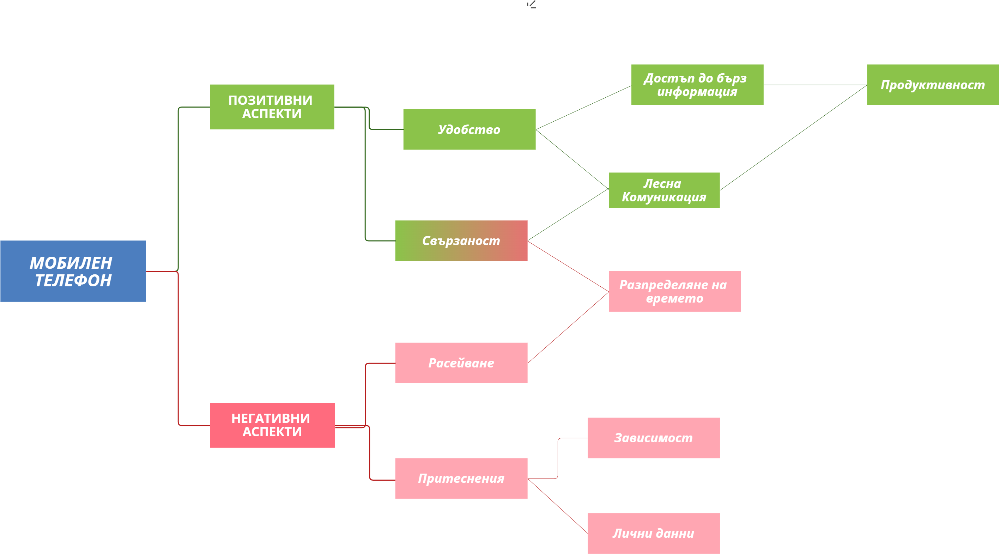 Достъп до бърз
информация
Продуктивност
ПОЗИТИВНИ
АСПЕКТИ
Удобство
Лесна
Комуникация
Свързаност
МОБИЛЕН
ТЕЛЕФОН
Разпределяне на
времето
Расейване
НЕГАТИВНИ
АСПЕКТИ
Зависимост
Притеснения
Лични данни